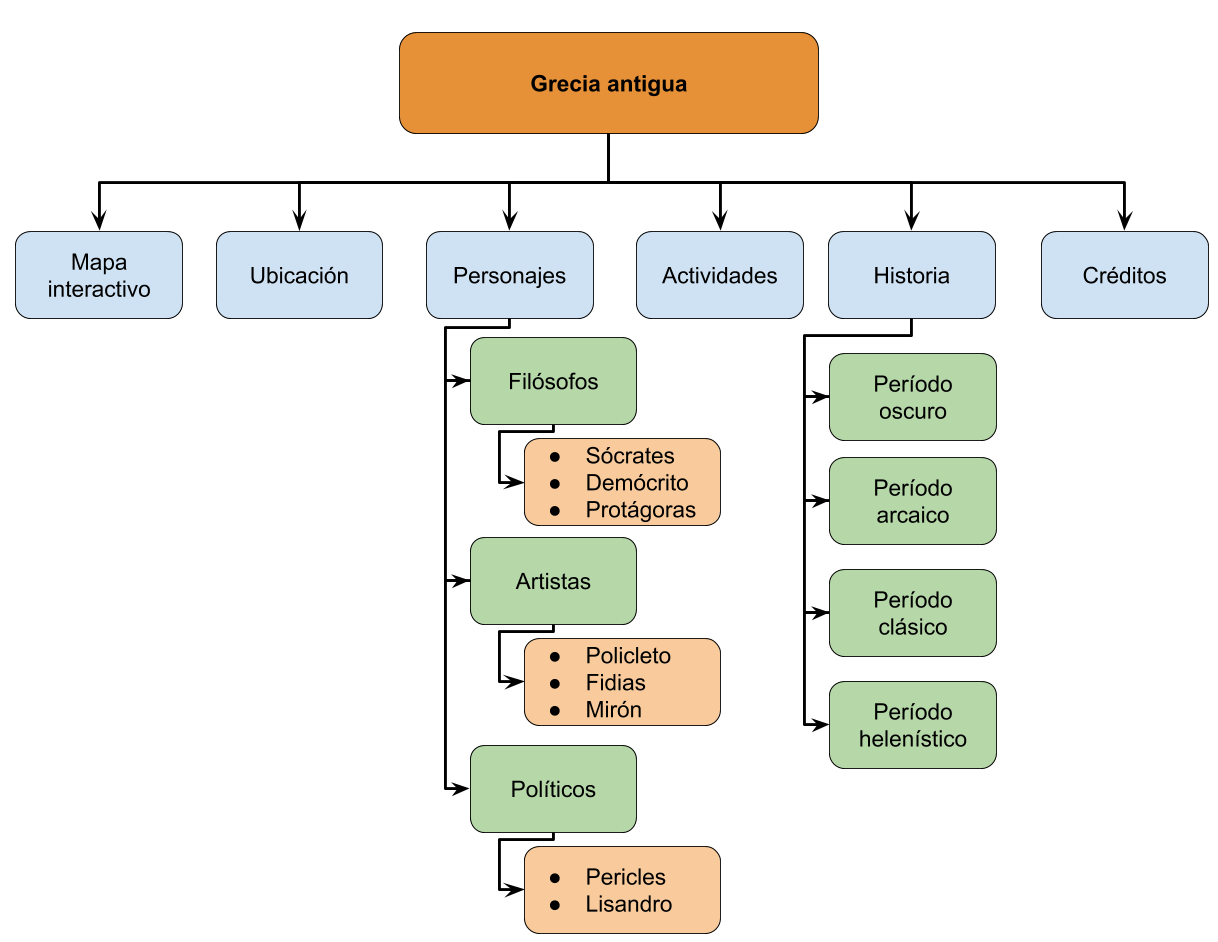 Grecia antigua
Mapa
interactivo
Ubicación
Personajes
Actividades
Historia
Créditos
Filósofos
● Sócrates
● Demócrito
● Protágoras
Artistas
● Policleto
● Fidias
● Mirón
Políticos
● Pericles
● Lisandro
Período
oscuro
Período
arcaico
Período
clásico
Período
helenístico